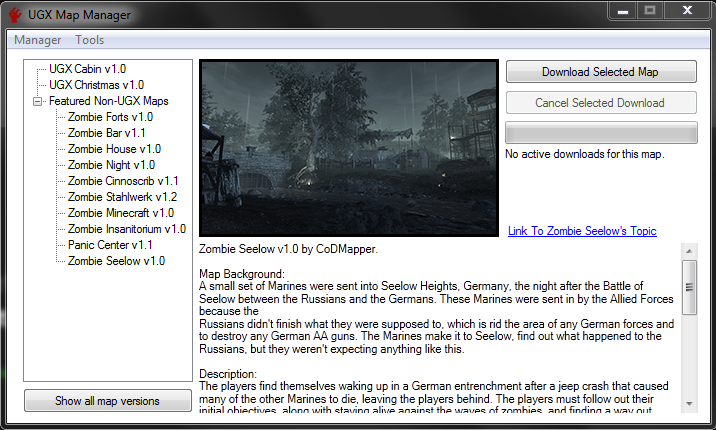 UGX Map Manager
Manager Tools
UGX Cabin v1.0
UGX Christmas v1.0
Featured Non-UGX Maps
Zombie Forts v1.0
Zombie Bar v1.1
Zombie House v1.0
Zombie Night v1.0
Zombie Cinnoscrib v1.1
Zombie Stahlwerk v1.2
Zombie Minecraft v1.0
Zombie Insanitorium v1.0
Panic Center v1.1
Zombie Seelow v1.0
Show all map versions
Download Selected Map
Cancel Selected Download
No active downloads for this map.
Link To Zombie Seelow's Topic
Zombie Seelow v1.0 by CoDMapper.
Map Background:
A small set of Marines were sent into Seelow Heights, Germany, the night after the Battle of
Seelow between the Russians and the Germans. These Marines were sent in by the Allied Forces
because the
Russians didn't finish what they were supposed to, which is rid the area of any German forces and
to destroy any German AA guns. The Marines make it to Seelow, find out what happened to the
Russians, but they weren't expecting anything like this.
Description:
The players find themselves waking up in a German entrenchment after a jeep crash that caused
many of the other Marines to die, leaving the players behind. The players must follow out their
initial objectives, along with staying alive against the waves of zombies, and finding a way out